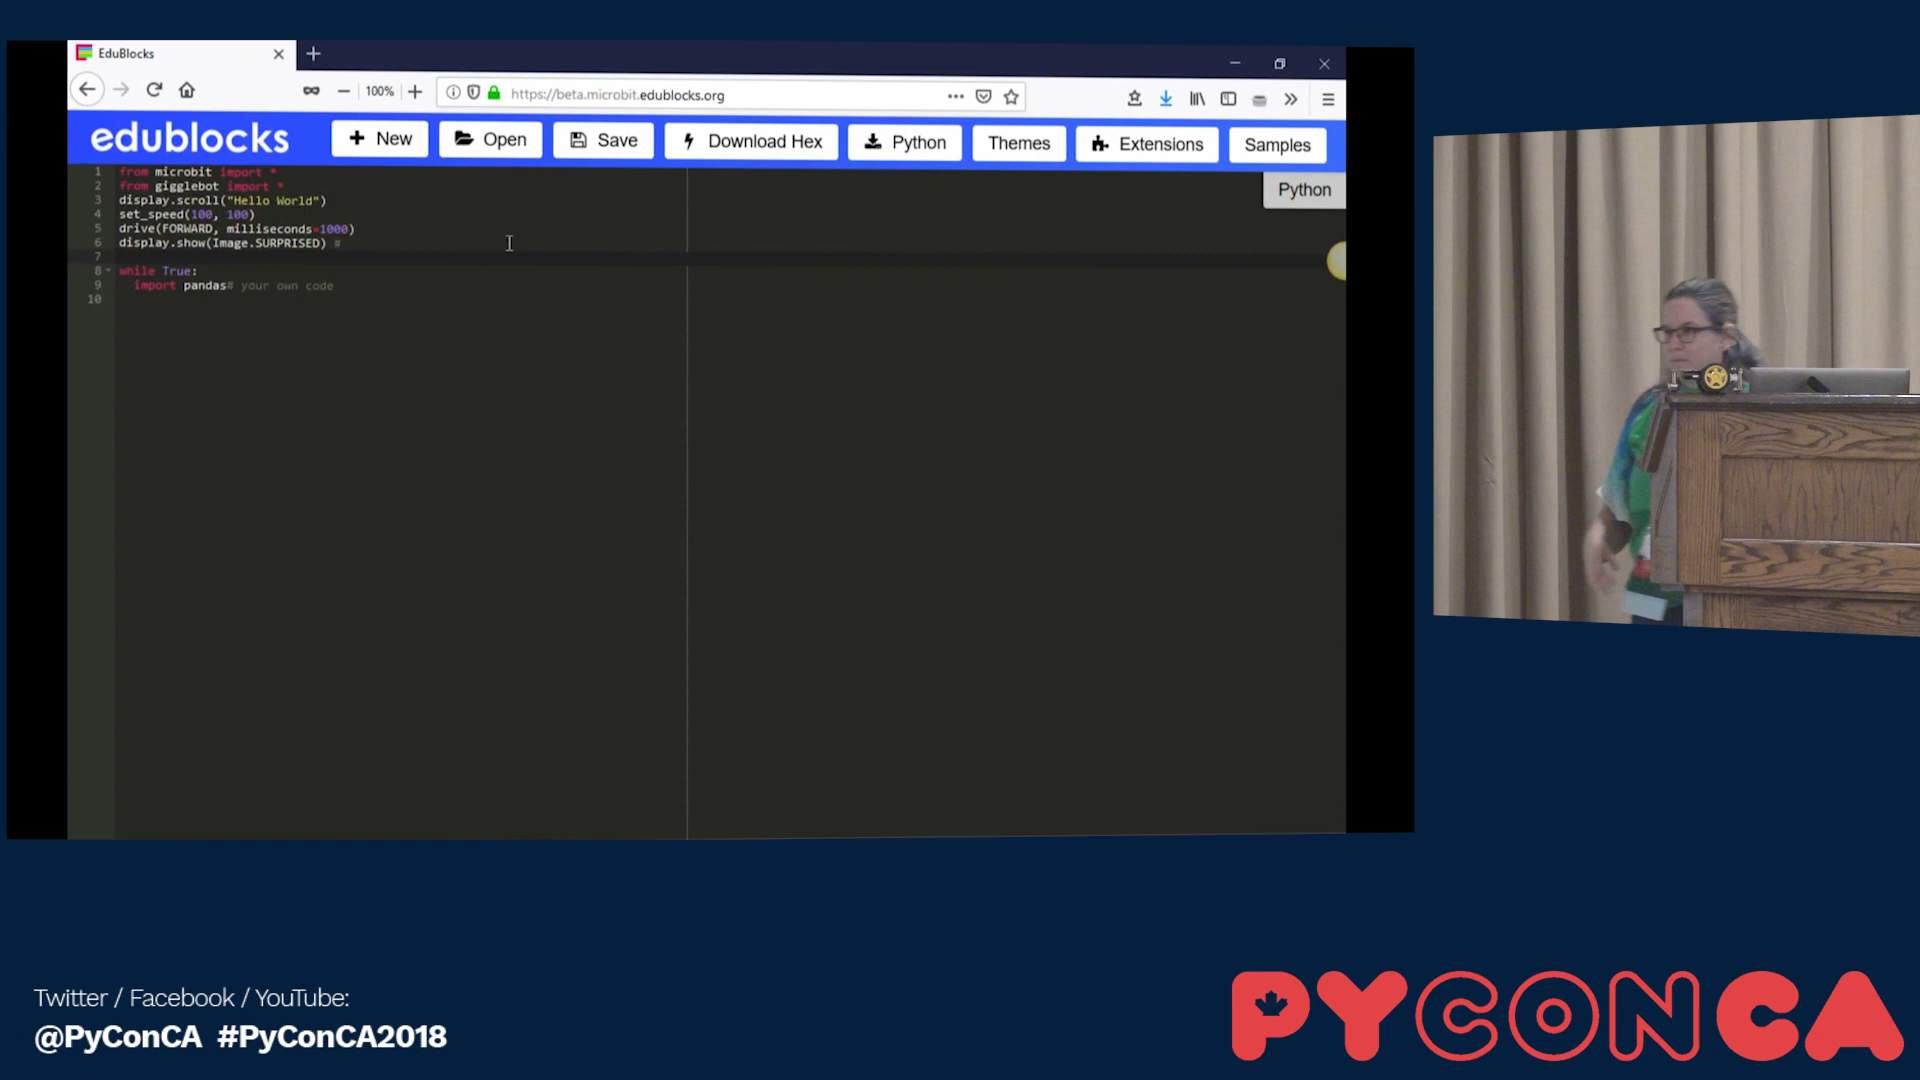 EduBlocks
100%
https://beta.microbit.edublocks.org
edublocks
New
Open
Save
Download Hex
Python
Themes
Extensions
Samples
Python
1 from microbit import *
2 from gigglebot import *
3 display.scroll("Hello World")
4 set_speed(100, 100)
5 drive(FORWARD, milliseconds=1000)
6 display.show(Image.SURPRISED) #
7
8 while True:
9 import pandas# your own code
10
Twitter / Facebook / YouTube:
@PyConCA #PyConCA2018
PYCONCA